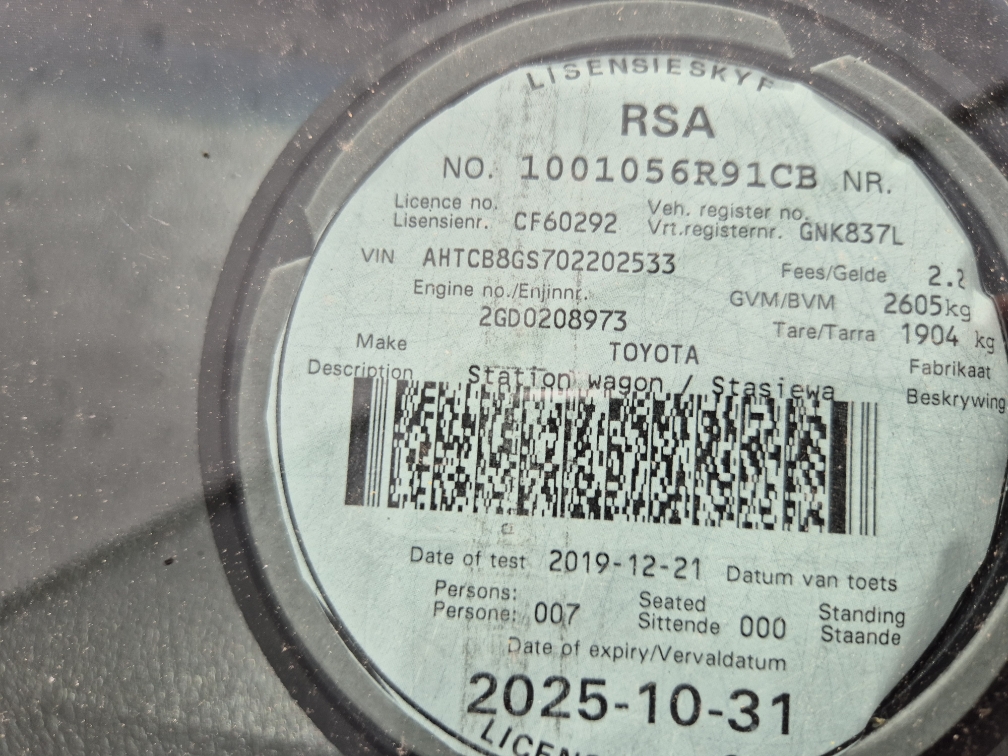 LISENSIESKYF
RSA
NO. 1001056R91CB NR.
Licence no. Veh. register no.
Lisensienr. CF60292 Vrt.registernr. GNK837L
VIN AHTCB8GS702202533 Fees/Gelde 2.2
Engine no./Enjinnr. GVM/BVM 2605kg
2GD0208973 Tare/Tarra 1904 kg
Make TOYOTA Fabrikaat
Description Station wagon / Stasiewa Beskrywing
Date of test 2019-12-21 Datum van toets
Persons: Seated Standing
Persone: 007 Sittende 000 Staande
Date of expiry/Vervaldatum
2025-10-31